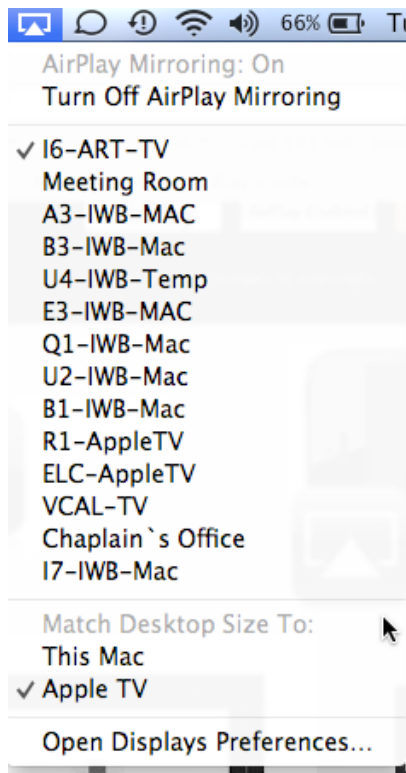 66% Tu
AirPlay Mirroring: On
Turn Off AirPlay Mirroring
✓ I6-ART-TV
Meeting Room
A3-IWB-MAC
B3-IWB-Mac
U4-IWB-Temp
E3-IWB-MAC
Q1-IWB-Mac
U2-IWB-Mac
B1-IWB-Mac
R1-AppleTV
ELC-AppleTV
VCAL-TV
Chaplain`s Office
I7-IWB-Mac
Match Desktop Size To:
This Mac
✓ Apple TV
Open Displays Preferences...